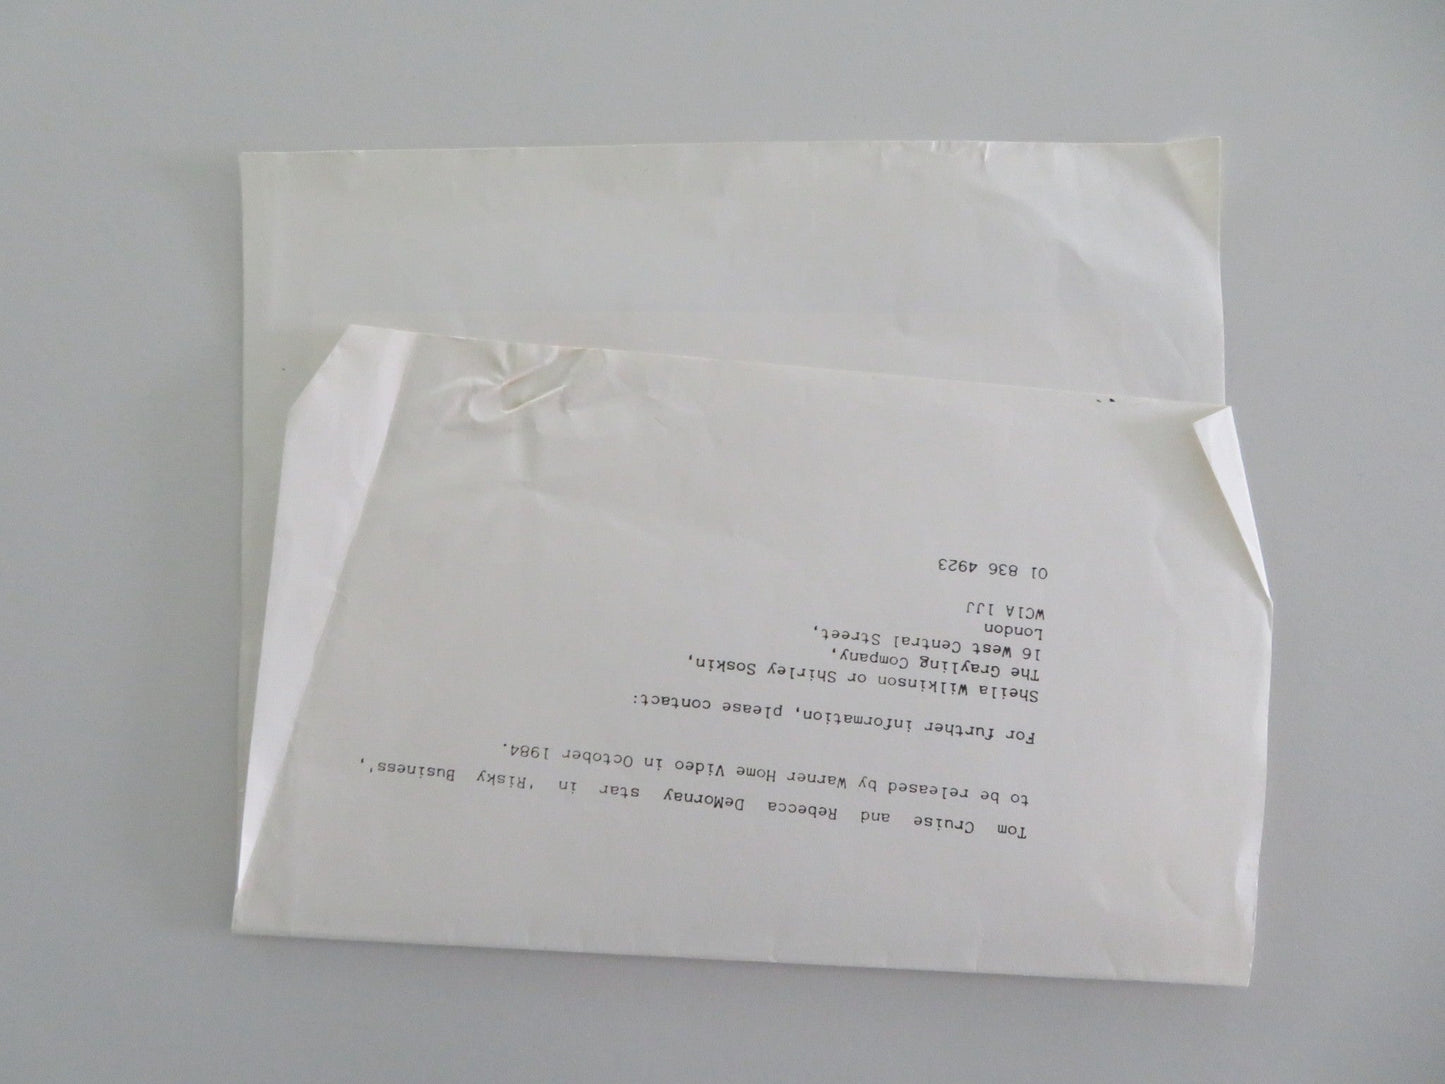 Tom Cruise and Rebecca DeMornay star in 'Risky Business',
to be released by Warner Home Video in October 1984.
For further information, please contact:
Sheila Wilkinson or Shirley Soskin,
The Grayling Company,
16 West Central Street,
London
WC1A 1JJ
01 836 4923